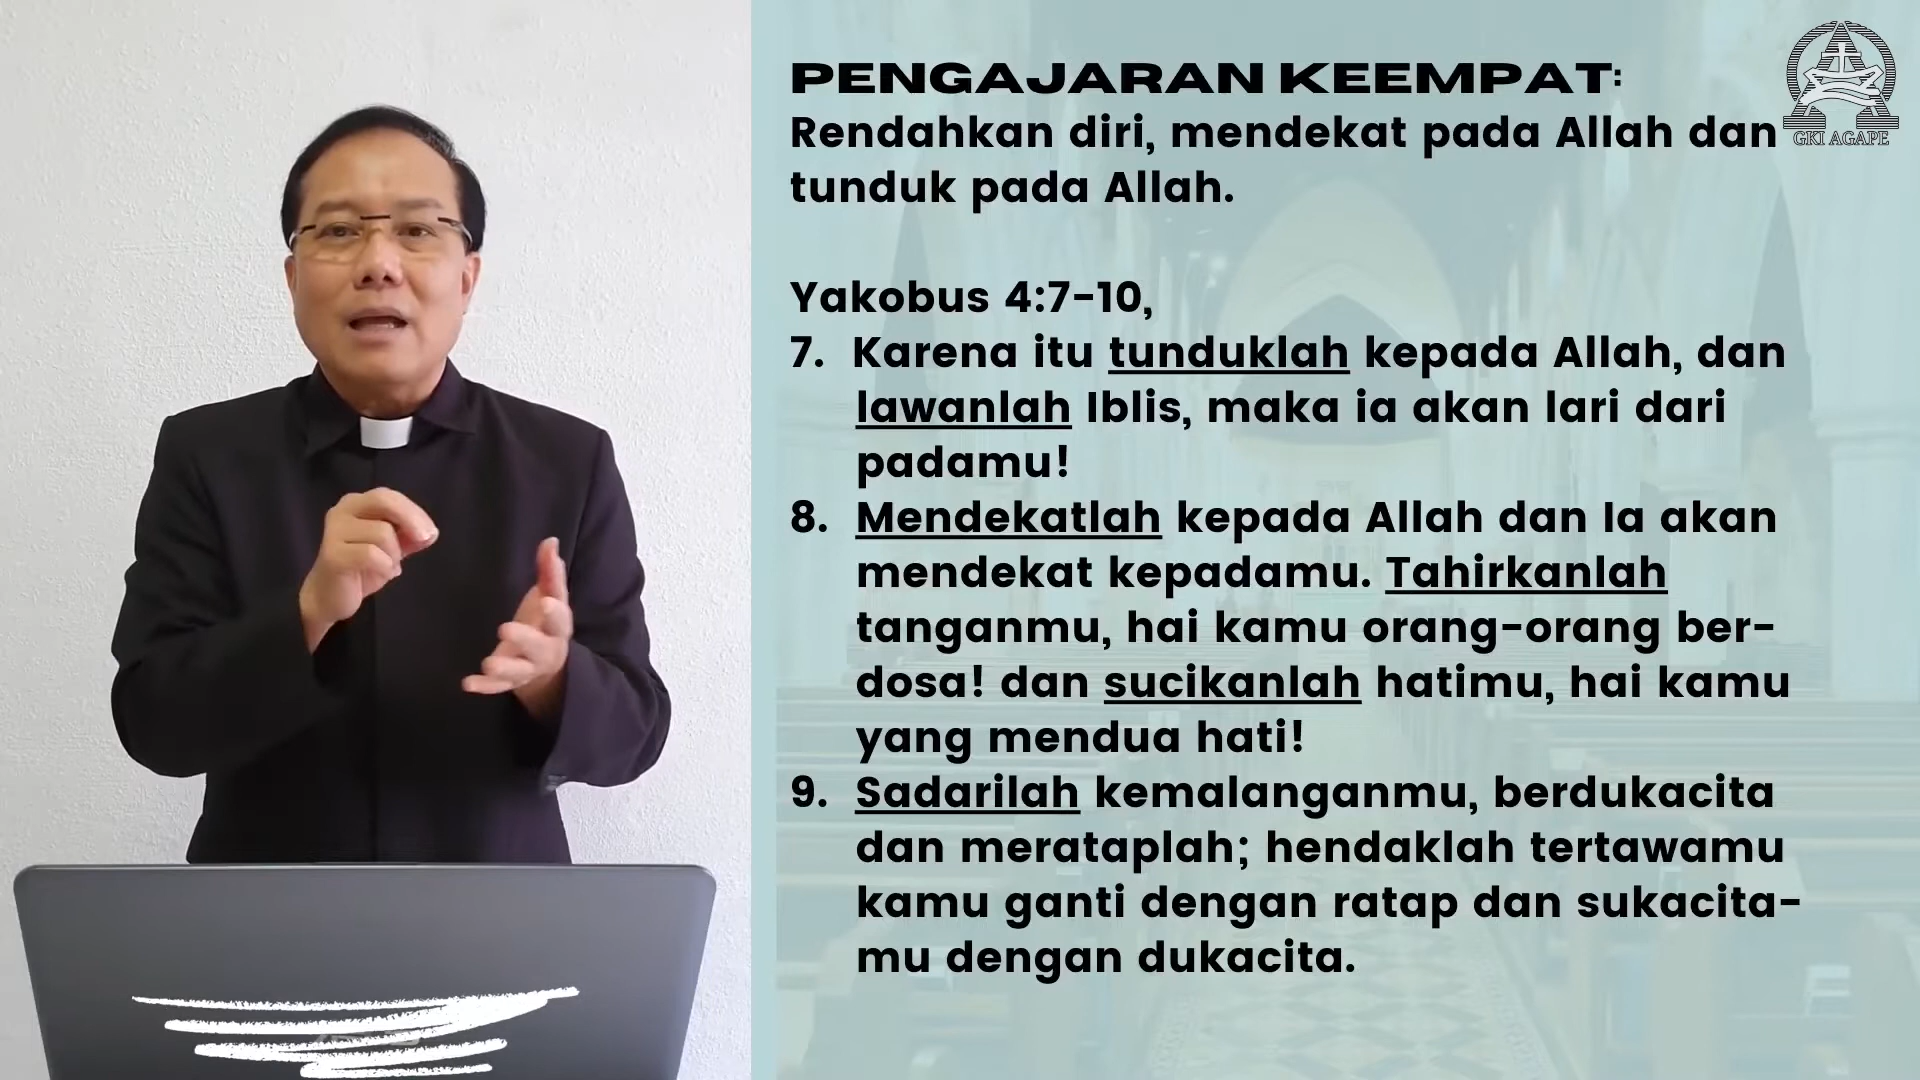 PENGAJARAN KEEMPAT:
Rendahkan diri, mendekat pada Allah dan
tunduk pada Allah.
GKI AGAPE
Yakobus 4:7-10,
7. Karena itu tunduklah kepada Allah, dan
lawanlah Iblis, maka ia akan lari dari
padamu!
8. Mendekatlah kepada Allah dan Ia akan
mendekat kepadamu. Tahirkanlah
tanganmu, hai kamu orang-orang ber-
dosa! dan sucikanlah hatimu, hai kamu
yang mendua hati!
9. Sadarilah kemalanganmu, berdukacita
dan merataplah; hendaklah tertawamu
kamu ganti dengan ratap dan sukacita-
mu dengan dukacita.